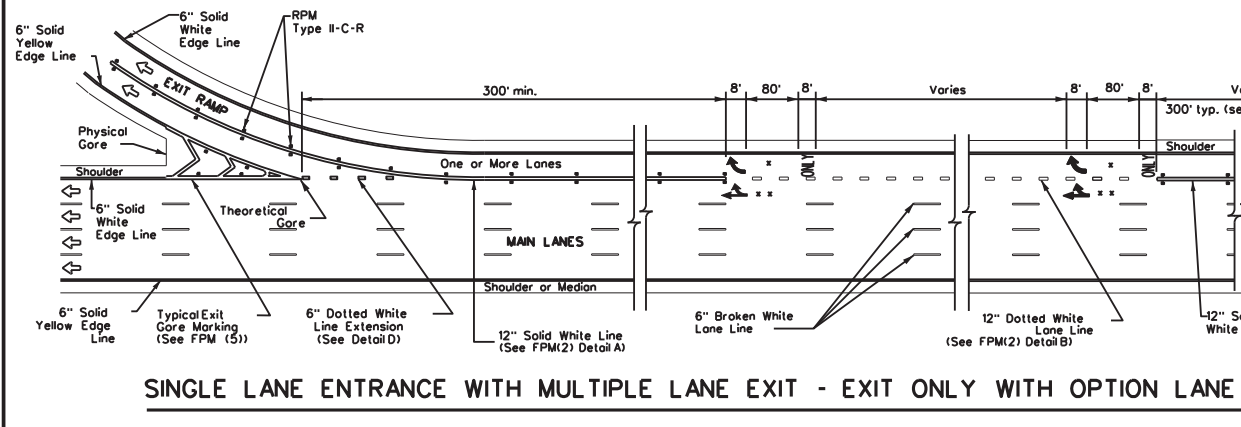 6" Solid
White
Edge Line
RPM
Type II-C-R
6" Solid
Yellow
Edge Line
EXIT RAMP
300' min.
8'
80'
8'
Varies
8'
80'
8'
300' typ. (se
Physical
Gore
Shoulder
One or More Lanes
x
ONLY
x x
x
ONLY
x x
Shoulder
6" Solid
White
Edge Line
Theoretical
Gore
MAIN LANES
Shoulder or Median
6" Solid
Yellow Edge
Line
Typical Exit
Gore Marking
(See FPM (5))
6" Dotted White
Line Extension
(See Detail D)
12" Solid White Line
(See FPM(2) Detail A)
6" Broken White
Lane Line
12" Dotted White
Lane Line
(See FPM(2) Detail B)
12" So
White
SINGLE LANE ENTRANCE WITH MULTIPLE LANE EXIT - EXIT ONLY WITH OPTION LANE